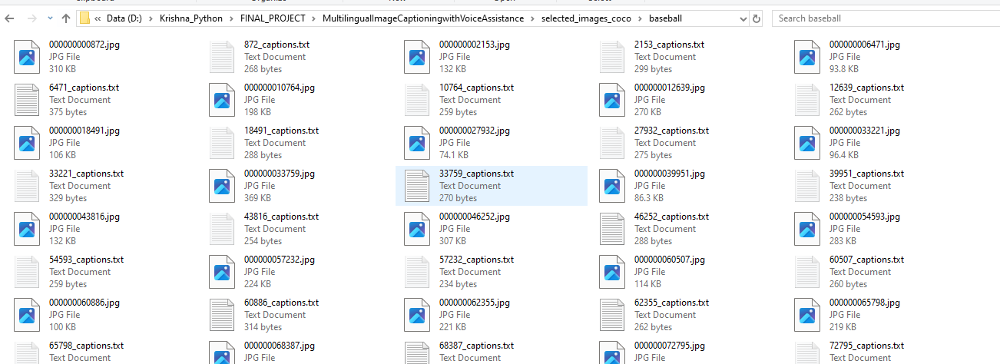 Data (D:) > Krishna_Python > FINAL_PROJECT > MultilingualImageCaptioningwithVoiceAssistance > selected_images_coco > baseball
Search baseball
000000000872.jpg
JPG File
310 KB
872_captions.txt
Text Document
268 bytes
000000002153.jpg
JPG File
132 KB
2153_captions.txt
Text Document
299 bytes
000000006471.jpg
JPG File
93.8 KB
6471_captions.txt
Text Document
375 bytes
000000010764.jpg
JPG File
198 KB
10764_captions.txt
Text Document
259 bytes
000000012639.jpg
JPG File
270 KB
12639_captions.txt
Text Document
262 bytes
000000018491.jpg
JPG File
106 KB
18491_captions.txt
Text Document
288 bytes
000000027932.jpg
JPG File
74.1 KB
27932_captions.txt
Text Document
275 bytes
000000033221.jpg
JPG File
96.4 KB
33221_captions.txt
Text Document
329 bytes
000000033759.jpg
JPG File
369 KB
33759_captions.txt
Text Document
270 bytes
000000039951.jpg
JPG File
86.3 KB
39951_captions.txt
Text Document
238 bytes
000000043816.jpg
JPG File
132 KB
43816_captions.txt
Text Document
254 bytes
000000046252.jpg
JPG File
307 KB
46252_captions.txt
Text Document
288 bytes
000000054593.jpg
JPG File
283 KB
54593_captions.txt
Text Document
259 bytes
000000057232.jpg
JPG File
224 KB
57232_captions.txt
Text Document
234 bytes
000000060507.jpg
JPG File
114 KB
60507_captions.txt
Text Document
260 bytes
000000060886.jpg
JPG File
100 KB
60886_captions.txt
Text Document
314 bytes
000000062355.jpg
JPG File
221 KB
62355_captions.txt
Text Document
262 bytes
000000065798.jpg
JPG File
219 KB
65798_captions.txt
Text Document
000000068387.jpg
JPG File
68387_captions.txt
Text Document
000000072795.jpg
JPG File
72795_captions.txt
Text Document